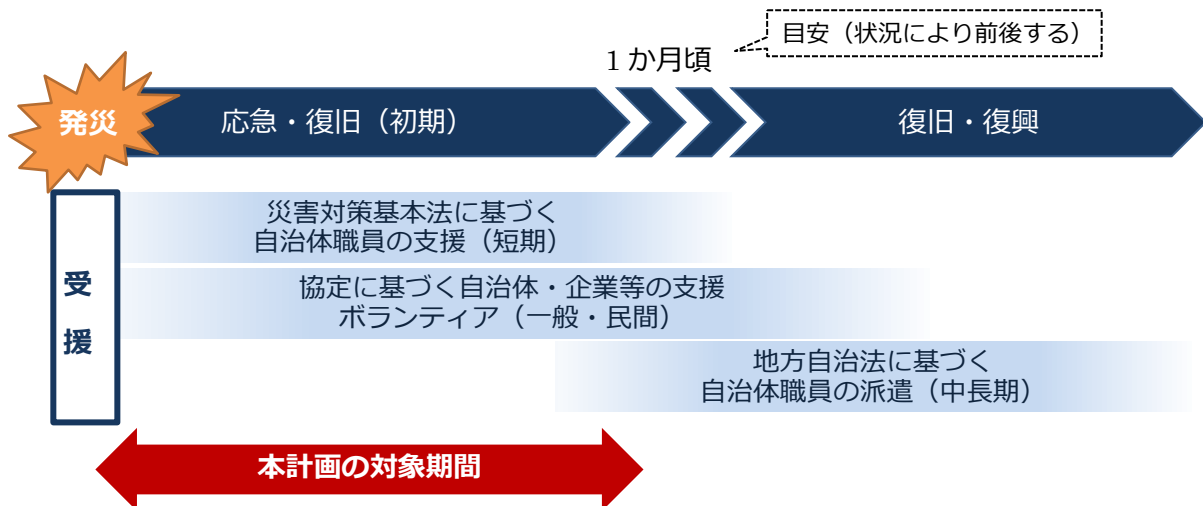 目安（状況により前後する）
１か月頃
発災
応急・復旧（初期）
復旧・復興
災害対策基本法に基づく
自治体職員の支援（短期）
受
援
協定に基づく自治体・企業等の支援
ボランティア（一般・民間）
地方自治法に基づく
自治体職員の派遣（中長期）
本計画の対象期間